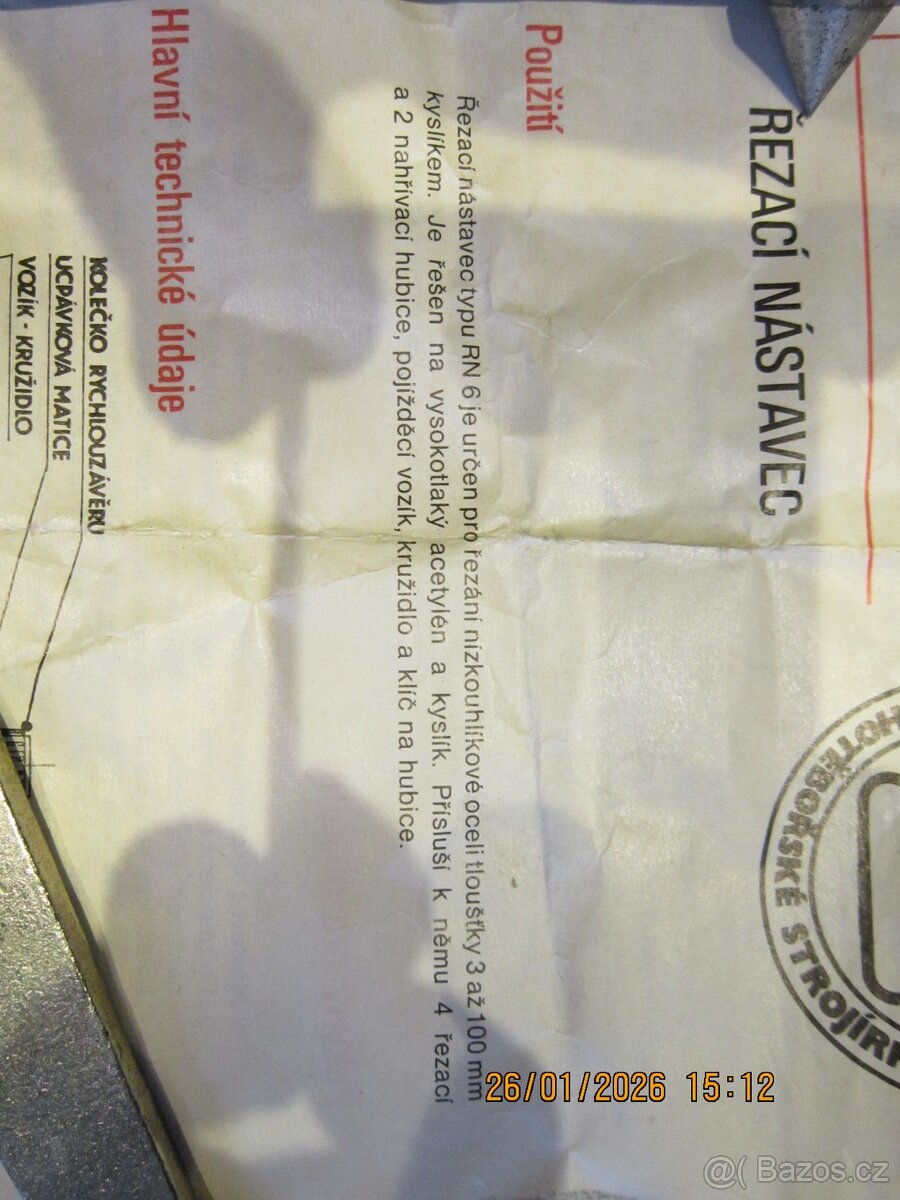 ŘEZACÍ NÁSTAVEC
HOTĚBOŘSKÉ STROJÍR
Použití
Řezací nástavec typu RN 6 je určen pro řezání nízkouhlíkové oceli tloušťky 3 až 100 mm
kyslíkem. Je řešen na vysokotlaký acetylén a kyslík. Přísluší k němu 4 řezací
a 2 nahřívací hubice, pojížděcí vozík, kružidlo a klíč na hubice.
Hlavní technické údaje
KOLEČKO RYCHLOUZÁVĚRU
UCPÁVKOVÁ MATICE
VOZÍK - KRUŽIDLO
26/01/2026 15:12
@( Bazos.cz